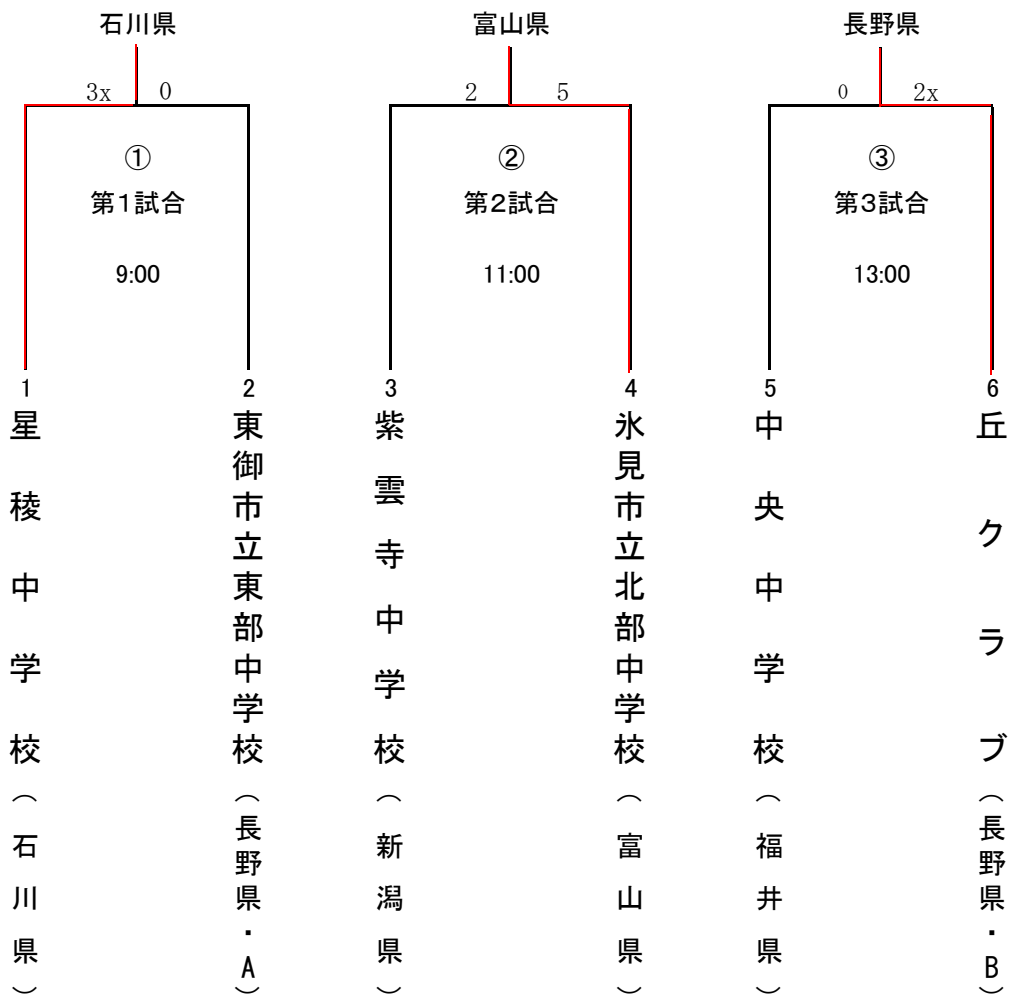 石川県
富山県
長野県
3x 0
2 5
0 2x
①
第1試合
9:00
②
第2試合
11:00
③
第3試合
13:00
1
星稜中学校（石川県）
2
東御市立東部中学校（長野県・A）
3
紫雲寺中学校（新潟県）
4
氷見市立北部中学校（富山県）
5
中央中学校（福井県）
6
丘クラブ（長野県・B）